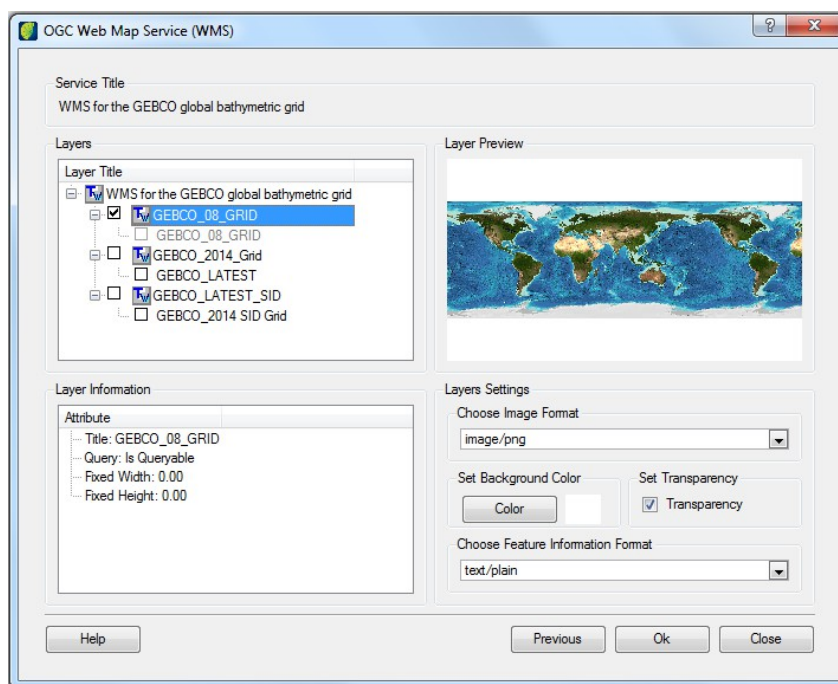 OGC Web Map Service (WMS)
Service Title
WMS for the GEBCO global bathymetric grid
Layers
Layer Title
WMS for the GEBCO global bathymetric grid
GEBCO_08_GRID
GEBCO_08_GRID
GEBCO_2014_Grid
GEBCO_LATEST
GEBCO_LATEST_SID
GEBCO_2014 SID Grid
Layer Preview
Layer Information
Attribute
Title: GEBCO_08_GRID
Query: Is Queryable
Fixed Width: 0.00
Fixed Height: 0.00
Layers Settings
Choose Image Format
image/png
Set Background Color
Color
Set Transparency
Transparency
Choose Feature Information Format
text/plain
Help
Previous
Ok
Close